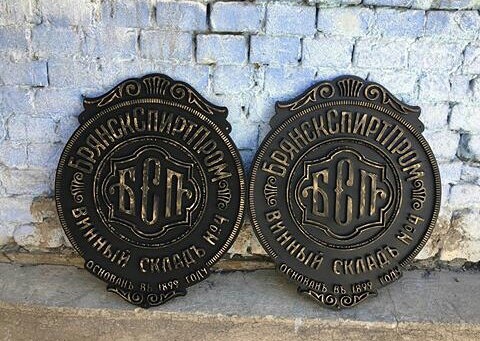 БрянскСпиртПром
БСП
Винный складъ №4
Основанъ въ 1899 году
БрянскСпиртПром
БСП
Винный складъ №4
Основанъ въ 1899 году